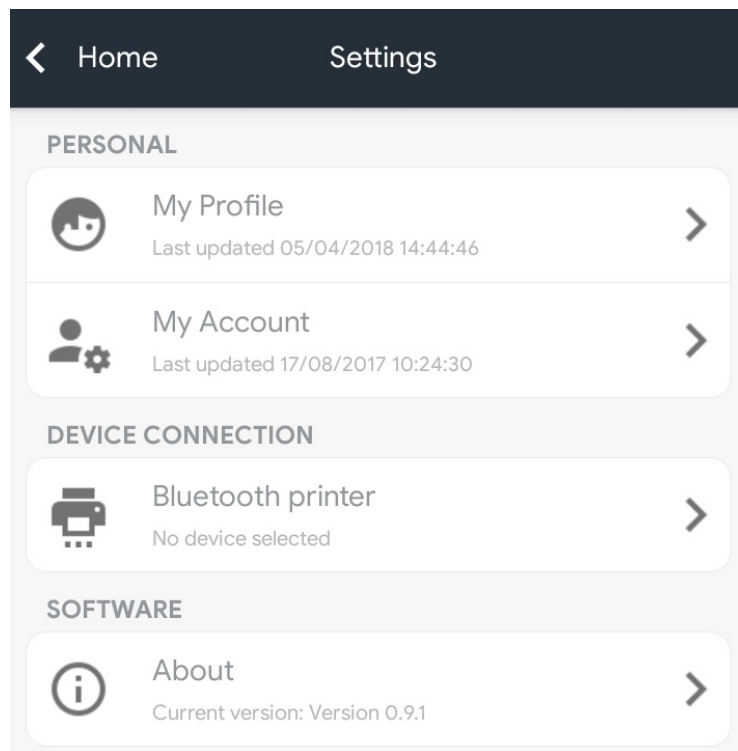 Home
Settings
PERSONAL
My Profile
Last updated 05/04/2018 14:44:46
My Account
Last updated 17/08/2017 10:24:30
DEVICE CONNECTION
Bluetooth printer
No device selected
SOFTWARE
About
Current version: Version 0.9.1